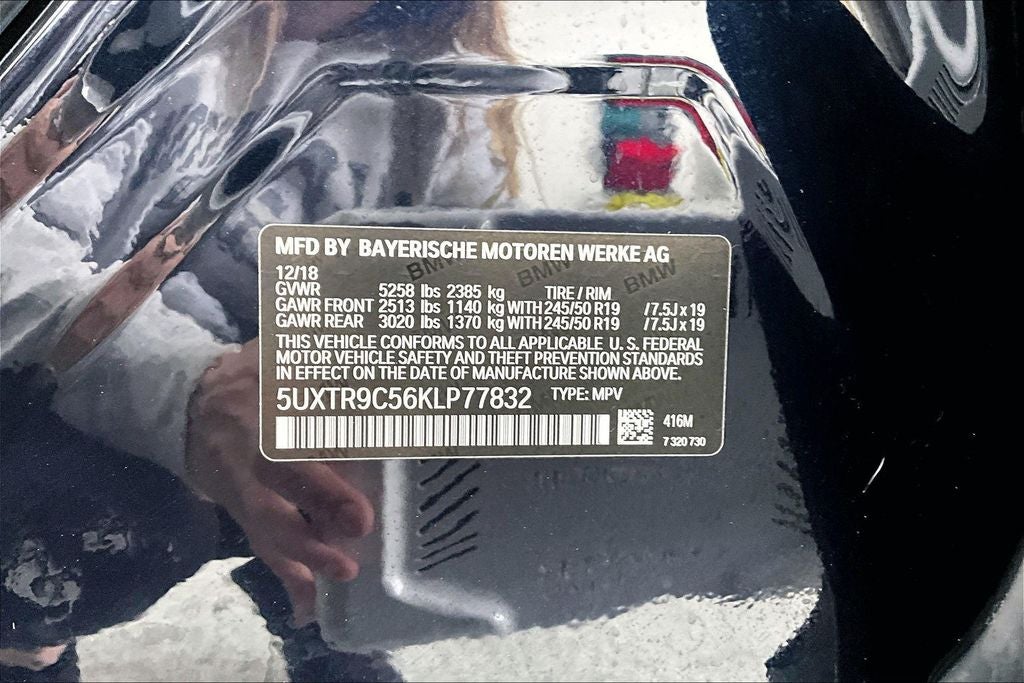 MFD BY BAYERISCHE MOTOREN WERKE AG
12/18
GVWR 5258 lbs 2385 kg TIRE / RIM
GAWR FRONT 2513 lbs 1140 kg WITH 245/50 R19 /7.5J x 19
GAWR REAR 3020 lbs 1370 kg WITH 245/50 R19 /7.5J x 19
THIS VEHICLE CONFORMS TO ALL APPLICABLE U. S. FEDERAL
MOTOR VEHICLE SAFETY AND THEFT PREVENTION STANDARDS
IN EFFECT ON THE DATE OF MANUFACTURE SHOWN ABOVE.
5UXTR9C56KLP77832 TYPE: MPV
416M
7 320 730
BMW BMW BMW